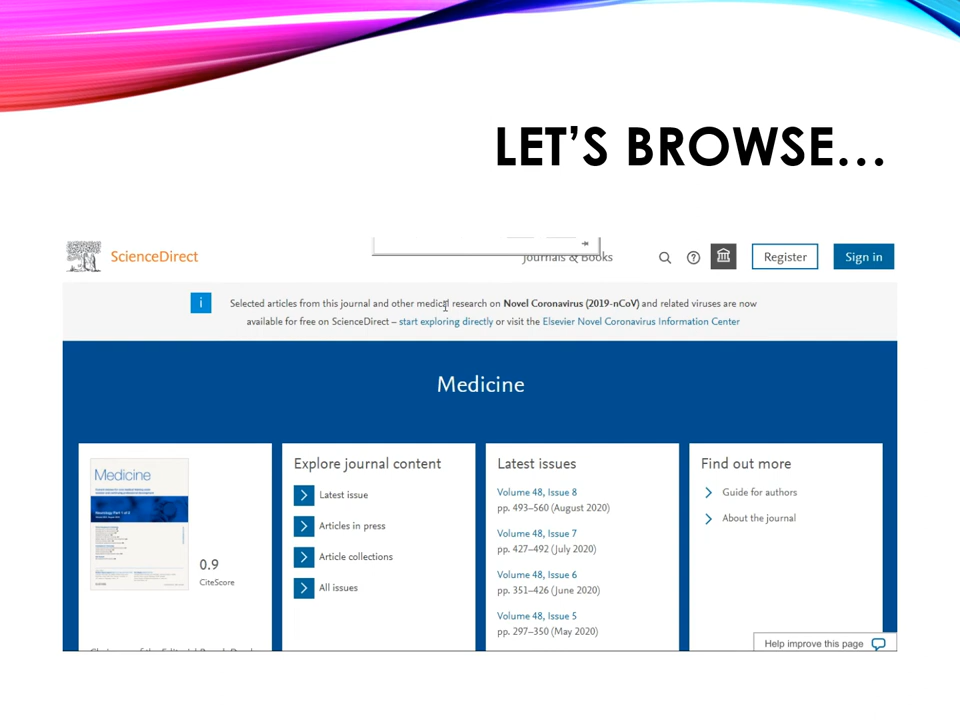 LET’S BROWSE…
ScienceDirect
Journals & Books
Register
Sign in
i
Selected articles from this journal and other medical research on Novel Coronavirus (2019-nCoV) and related viruses are now
available for free on ScienceDirect – start exploring directly or visit the Elsevier Novel Coronavirus Information Center
Medicine
Medicine
0.9
CiteScore
Explore journal content
Latest issue
Articles in press
Article collections
All issues
Latest issues
Volume 48, Issue 8
pp. 493–560 (August 2020)
Volume 48, Issue 7
pp. 427–492 (July 2020)
Volume 48, Issue 6
pp. 351–426 (June 2020)
Volume 48, Issue 5
pp. 297–350 (May 2020)
Find out more
Guide for authors
About the journal
Help improve this page